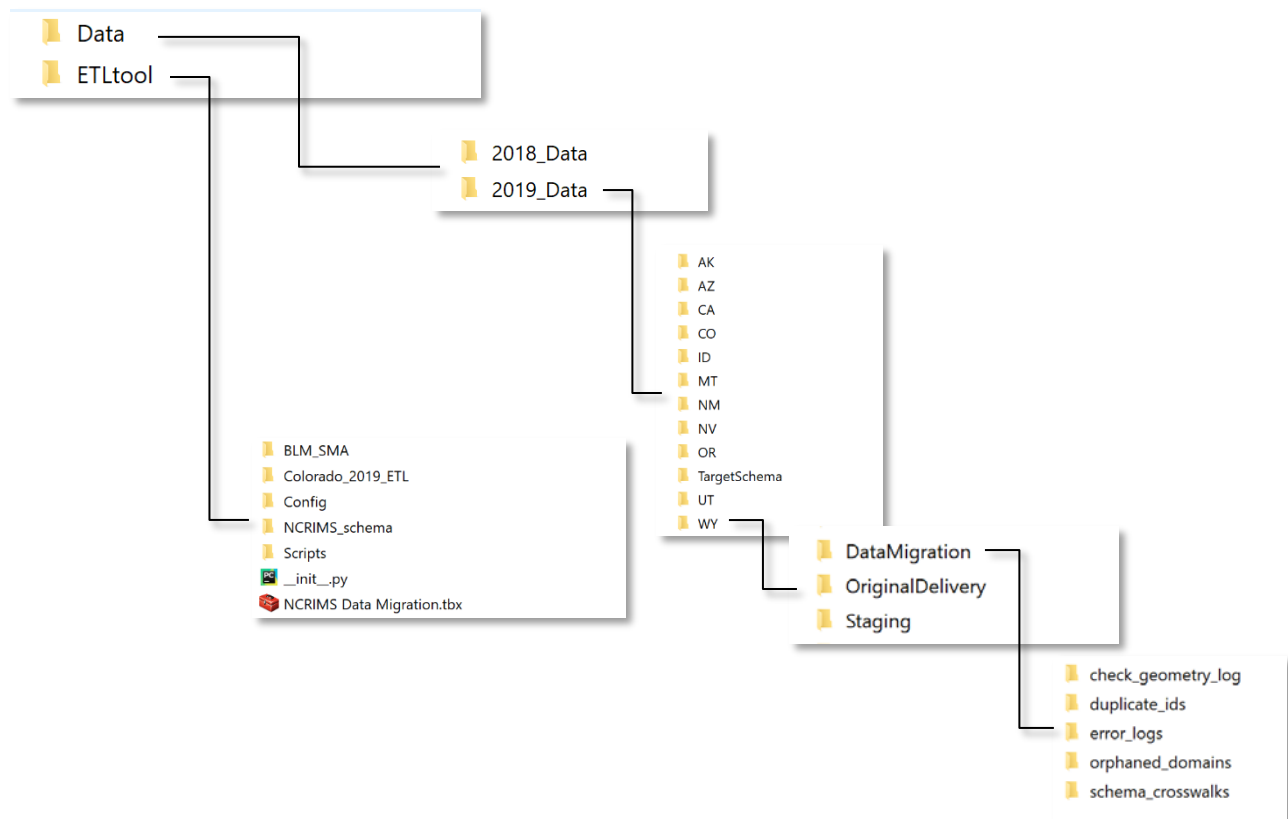 Data
ETLtool
2018_Data
2019_Data
AK
AZ
CA
CO
ID
MT
NM
NV
OR
TargetSchema
UT
WY
BLM_SMA
Colorado_2019_ETL
Config
NCRIMS_schema
Scripts
__init__.py
NCRIMS Data Migration.tbx
DataMigration
OriginalDelivery
Staging
check_geometry_log
duplicate_ids
error_logs
orphaned_domains
schema_crosswalks